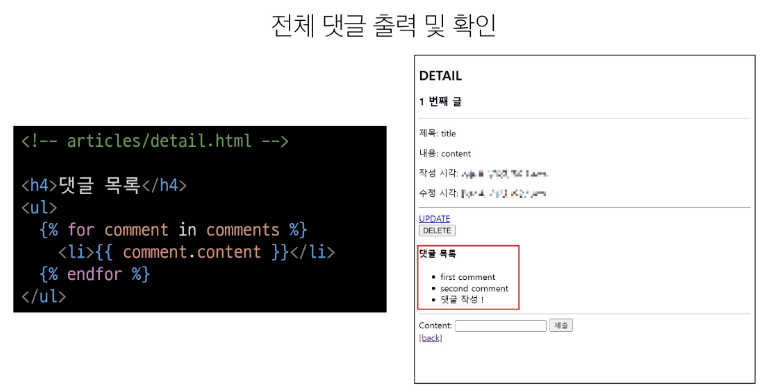 전체 댓글 출력 및 확인
<!-- articles/detail.html -->
<h4>댓글 목록</h4>
<ul>
  {% for comment in comments %}
    <li>{{ comment.content }}</li>
  {% endfor %}
</ul>
DETAIL
1 번째 글
제목: title
내용: content
작성 시각:
수정 시각:
UPDATE
DELETE
댓글 목록
• first comment
• second comment
• 댓글 작성 !
Content: 제출
[back]